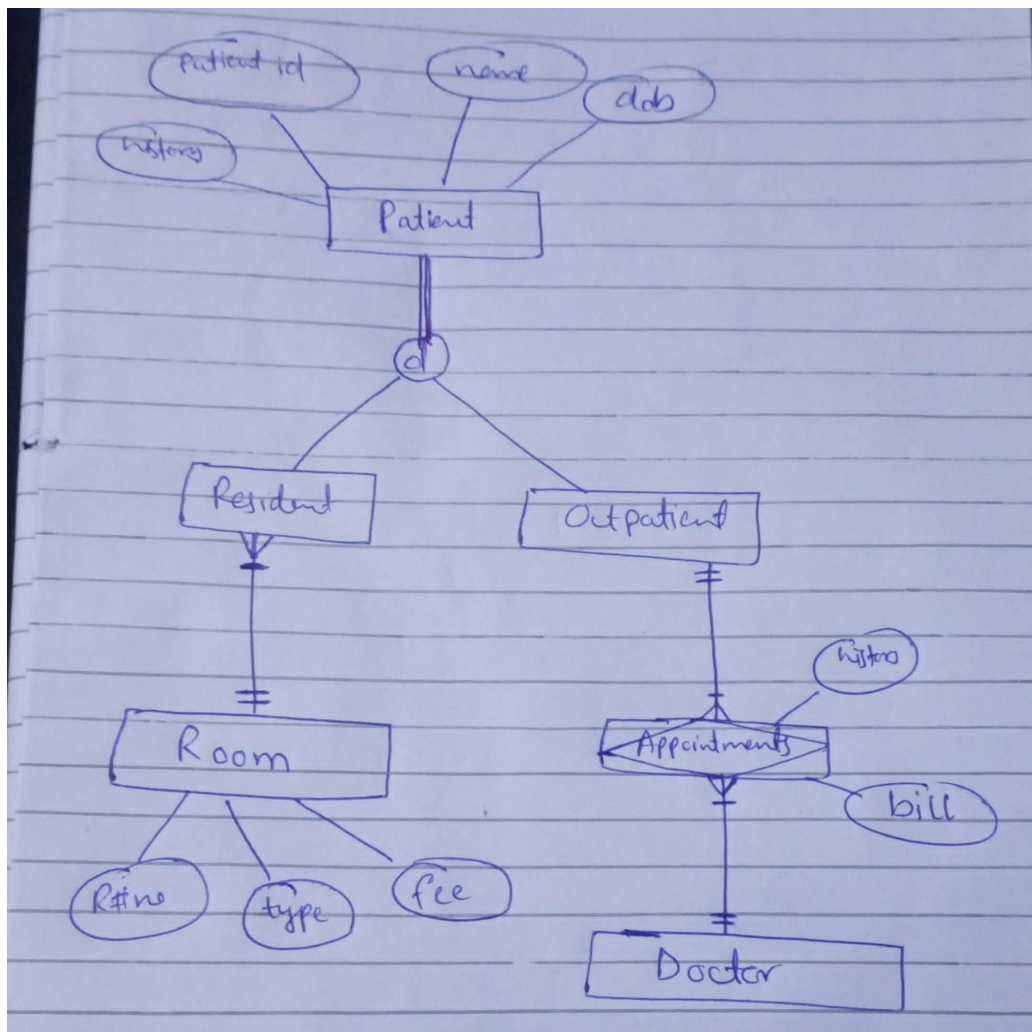 patient id
name
dob
history
Patient
d
Resident
Outpatient
history
Room
Appointments
bill
R#no
type
fee
Doctor